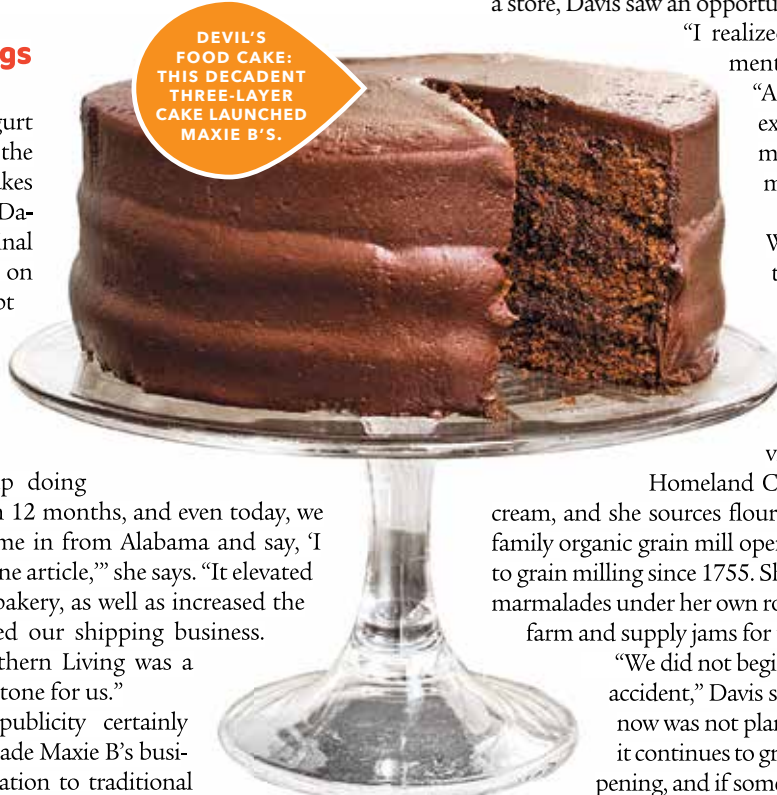 gs
gurt
the
akes
Da-
inal
on
pt
p doing
n 12 months, and even today, we
me in from Alabama and say, ‘I
ne article,’” she says. “It elevated
bakery, as well as increased the
ed our shipping business.
thern Living was a
tone for us.”
publicity certainly
ade Maxie B’s busi-
ation to traditional
DEVIL’S
FOOD CAKE:
THIS DECADENT
THREE-LAYER
CAKE LAUNCHED
MAXIE B’S.
a store, Davis saw an opportu
“I realize
ment
“A
ex
m
m
W
t
v
Homeland C
cream, and she sources flour
family organic grain mill oper
to grain milling since 1755. Sh
marmalades under her own ro
farm and supply jams for
“We did not begi
accident,” Davis s
now was not plan
it continues to gr
pening, and if some